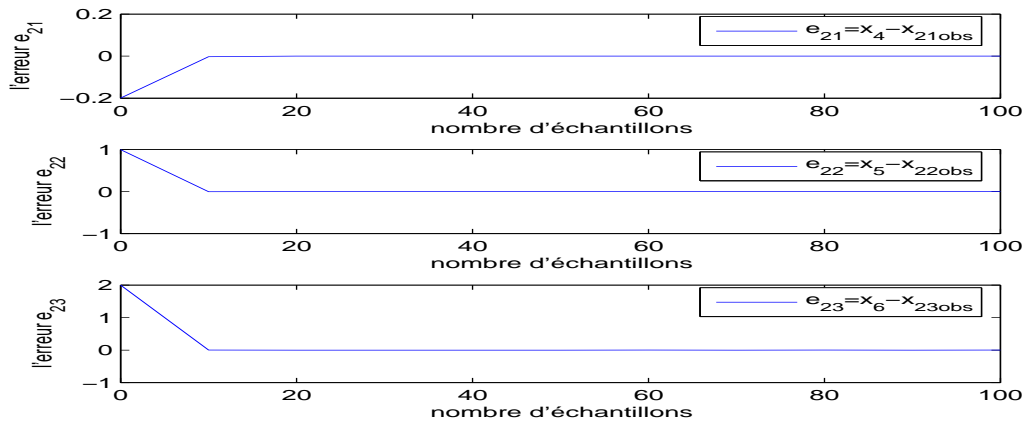 0.2
0
−0.2
l'erreur e21
e21=x4−x21obs
0 20 40 60 80 100
nombre d'échantillons
1
0
−1
l'erreur e22
e22=x5−x22obs
0 20 40 60 80 100
nombre d'échantillons
2
1
0
−1
l'erreur e23
e23=x6−x23obs
0 20 40 60 80 100
nombre d'échantillons